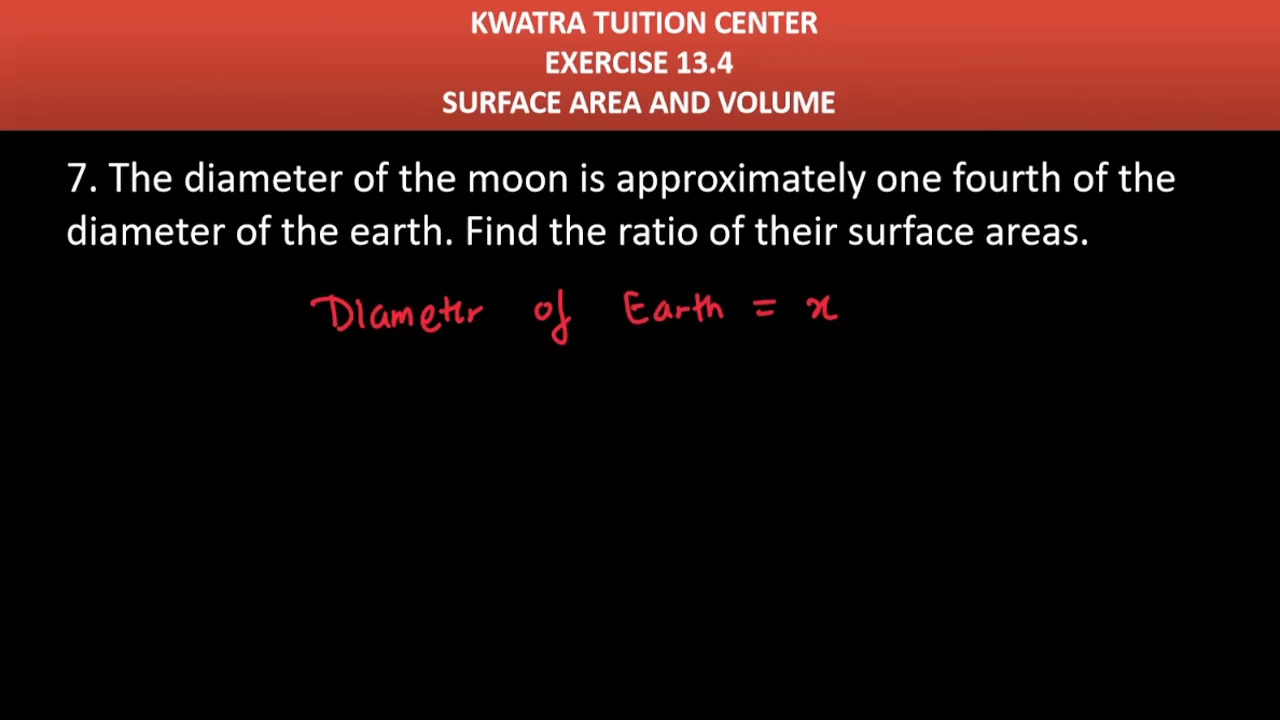 KWATRA TUITION CENTER
EXERCISE 13.4
SURFACE AREA AND VOLUME
7. The diameter of the moon is approximately one fourth of the
diameter of the earth. Find the ratio of their surface areas.
Diameter of Earth = x